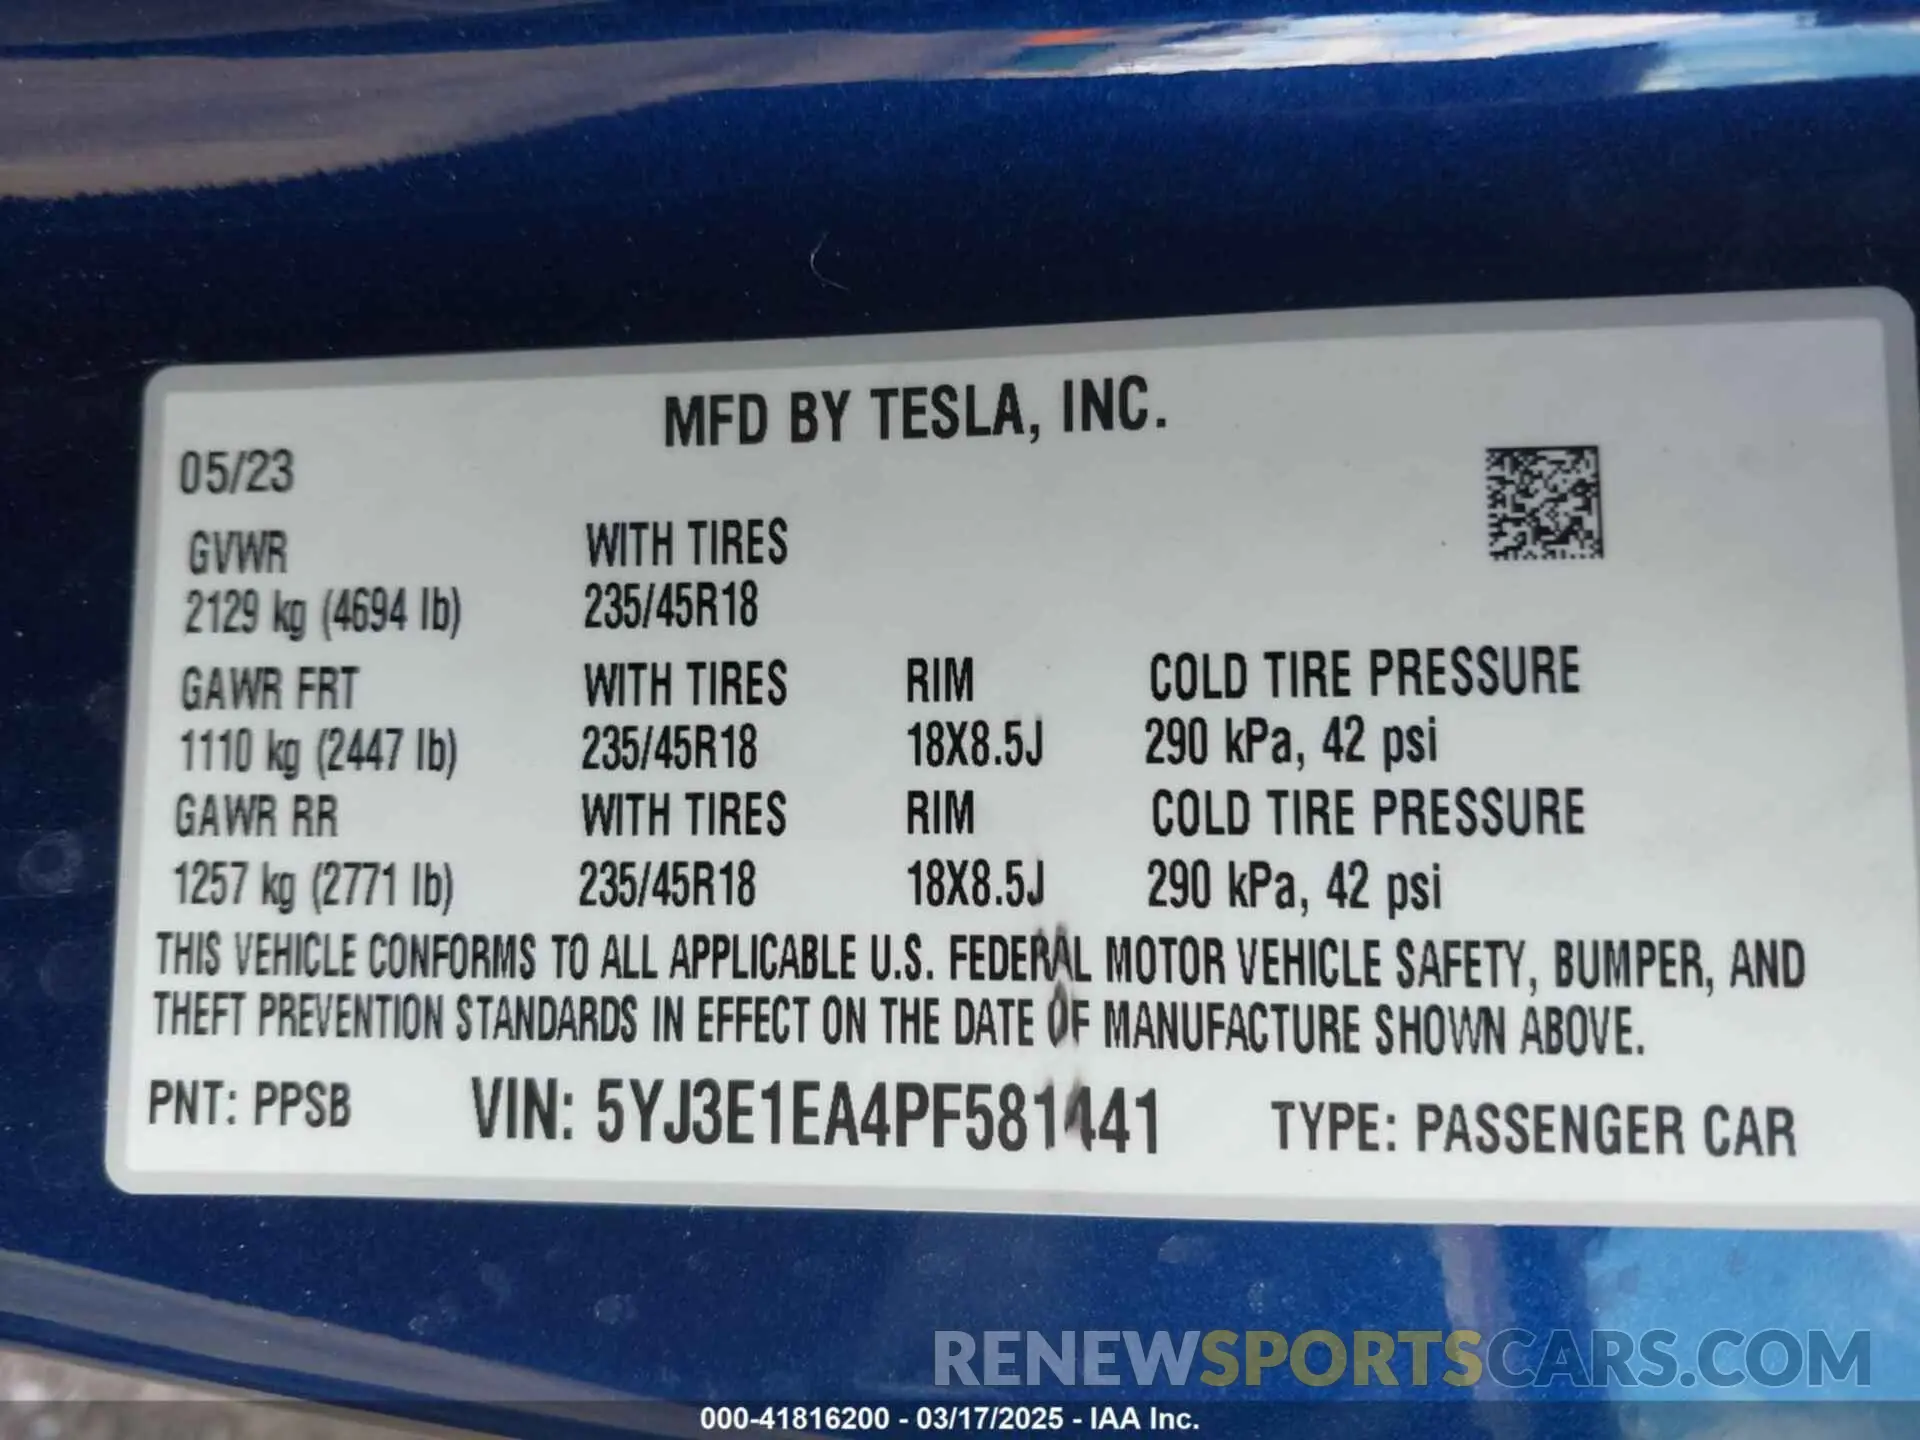 MFD BY TESLA, INC.
05/23
GVWR WITH TIRES
2129 kg (4694 lb) 235/45R18
GAWR FRT WITH TIRES RIM COLD TIRE PRESSURE
1110 kg (2447 lb) 235/45R18 18X8.5J 290 kPa, 42 psi
GAWR RR WITH TIRES RIM COLD TIRE PRESSURE
1257 kg (2771 lb) 235/45R18 18X8.5J 290 kPa, 42 psi
THIS VEHICLE CONFORMS TO ALL APPLICABLE U.S. FEDERAL MOTOR VEHICLE SAFETY, BUMPER, AND
THEFT PREVENTION STANDARDS IN EFFECT ON THE DATE OF MANUFACTURE SHOWN ABOVE.
PNT: PPSB VIN: 5YJ3E1EA4PF581441 TYPE: PASSENGER CAR
RENEWSPORTSCARS.COM
000-41816200 - 03/17/2025 - IAA Inc.